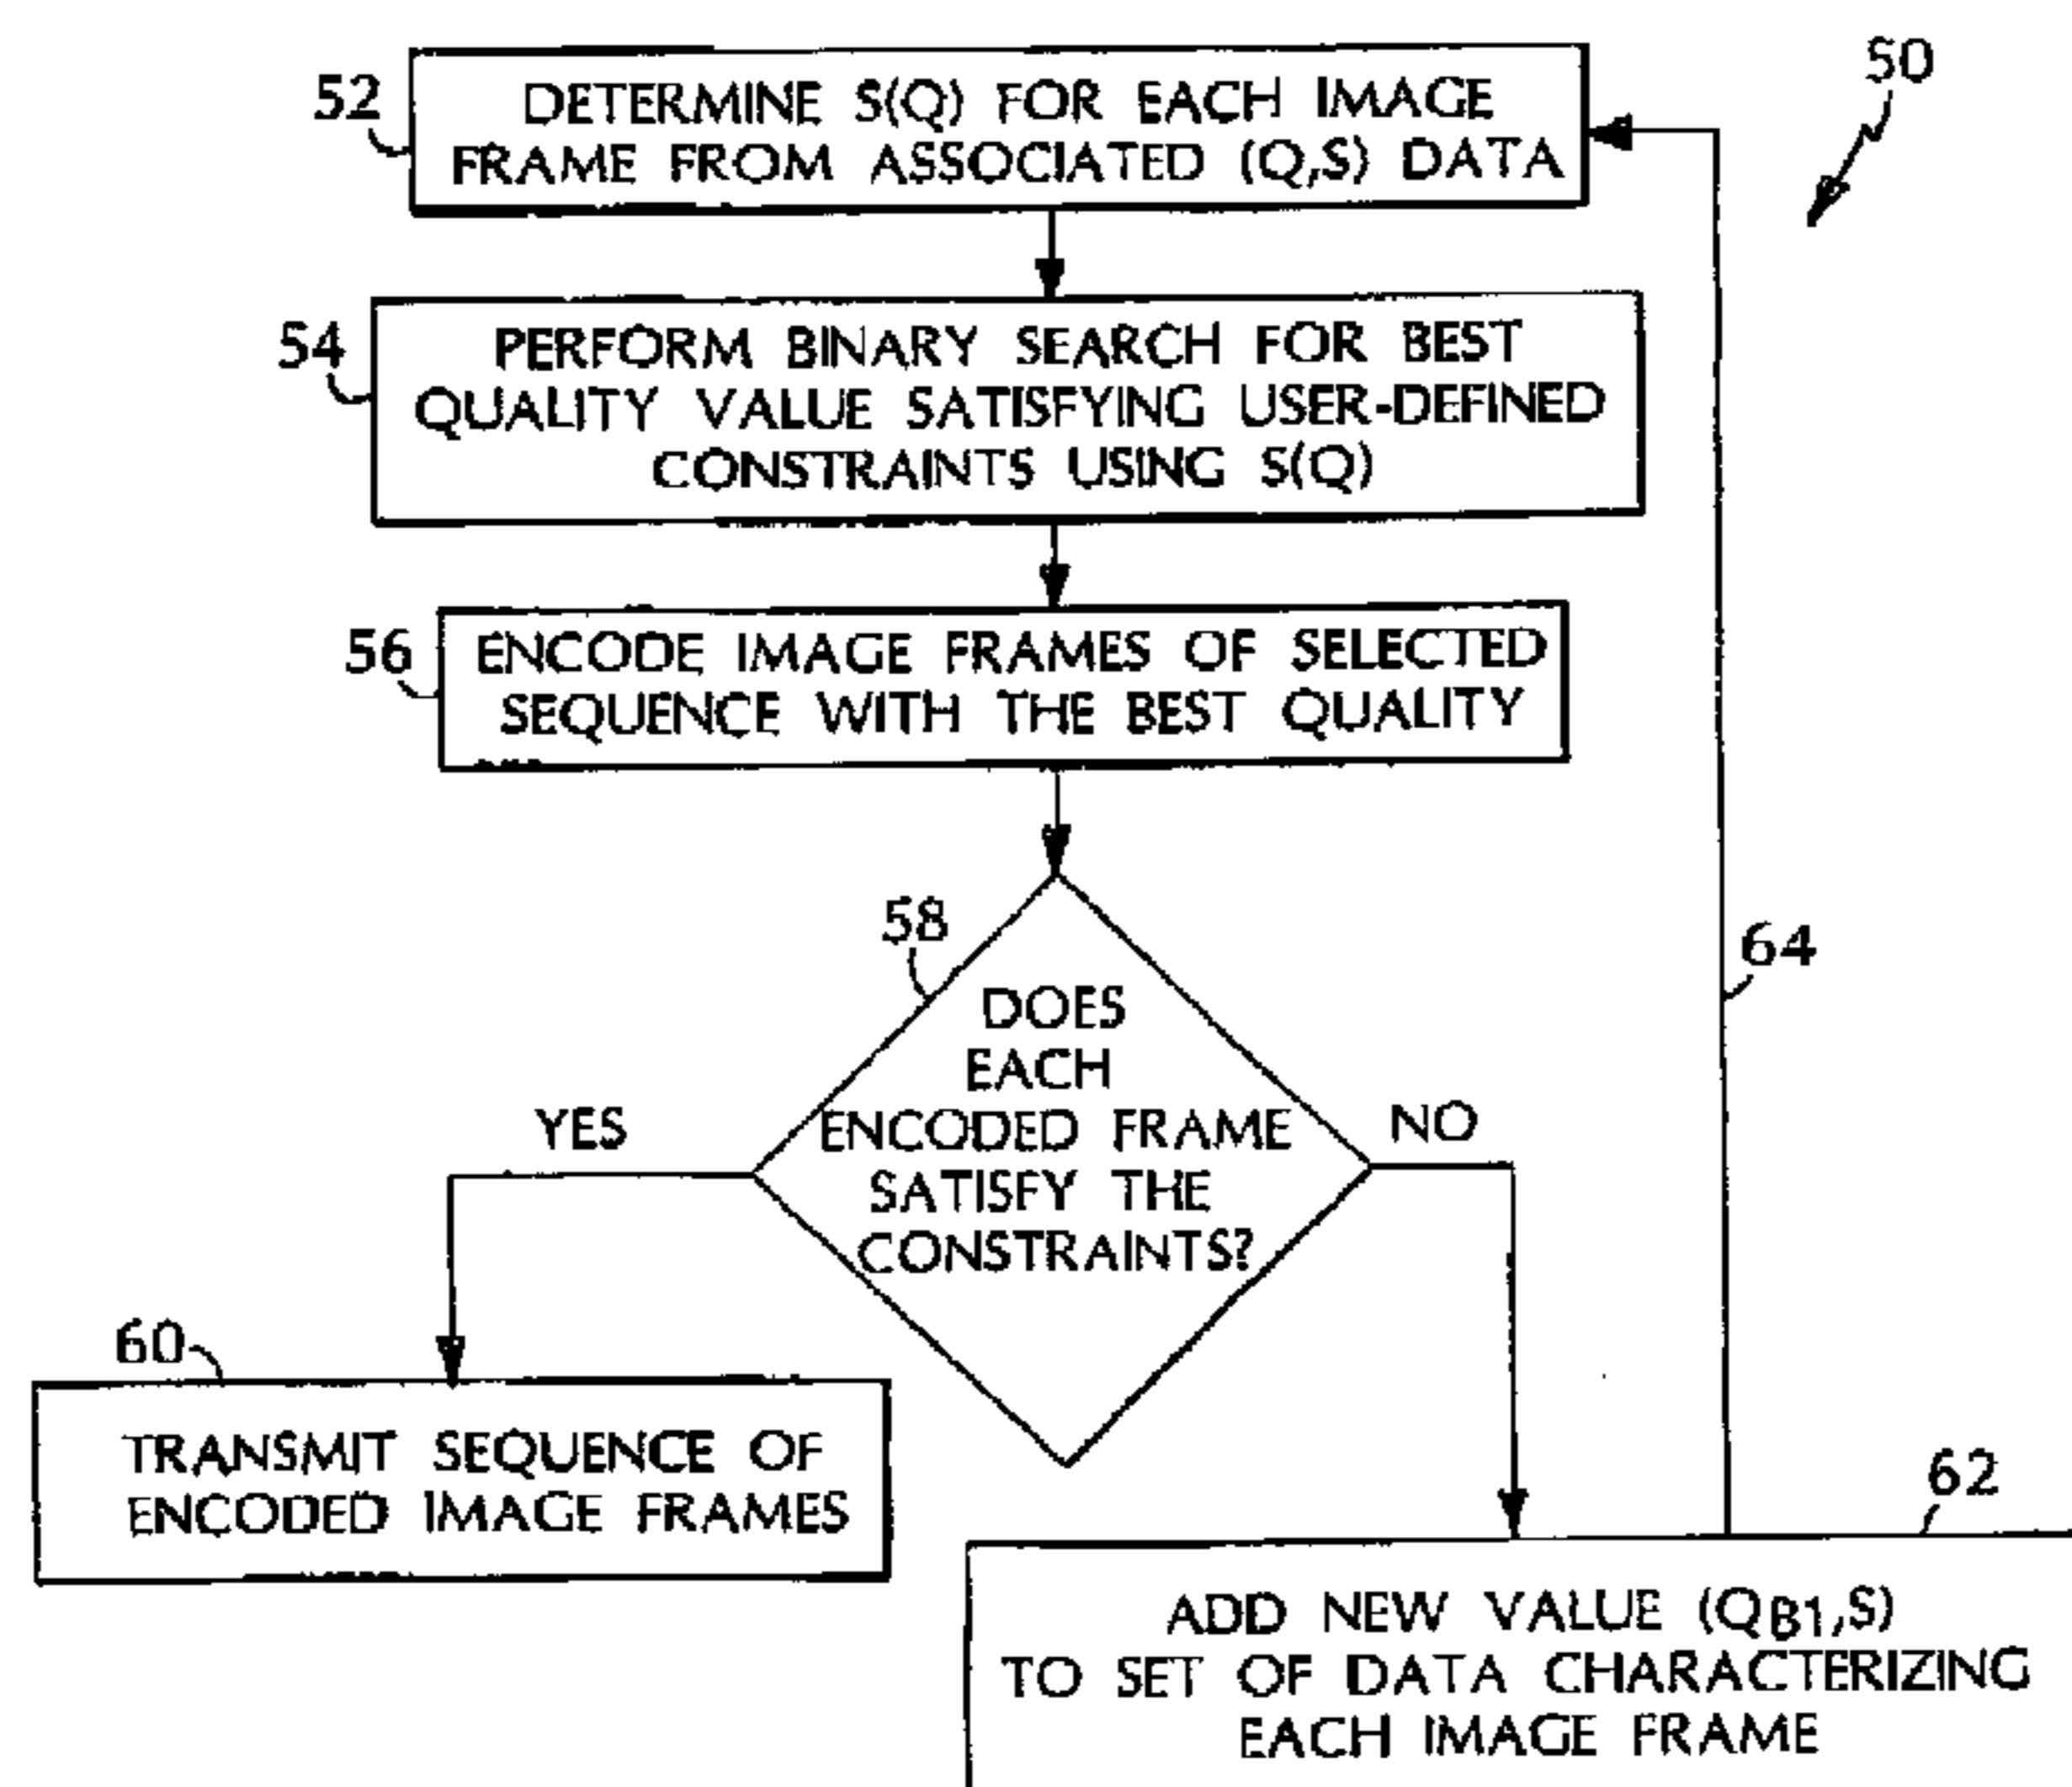 50
52
DETERMINE S(Q) FOR EACH IMAGE
FRAME FROM ASSOCIATED (Q,S) DATA
54
PERFORM BINARY SEARCH FOR BEST
QUALITY VALUE SATISFYING USER-DEFINED
CONSTRAINTS USING S(Q)
56
ENCODE IMAGE FRAMES OF SELECTED
SEQUENCE WITH THE BEST QUALITY
58
DOES
EACH
ENCODED FRAME
SATISFY THE
CONSTRAINTS?
YES
NO
64
60
TRANSMIT SEQUENCE OF
ENCODED IMAGE FRAMES
62
ADD NEW VALUE (QB1,S)
TO SET OF DATA CHARACTERIZING
EACH IMAGE FRAME